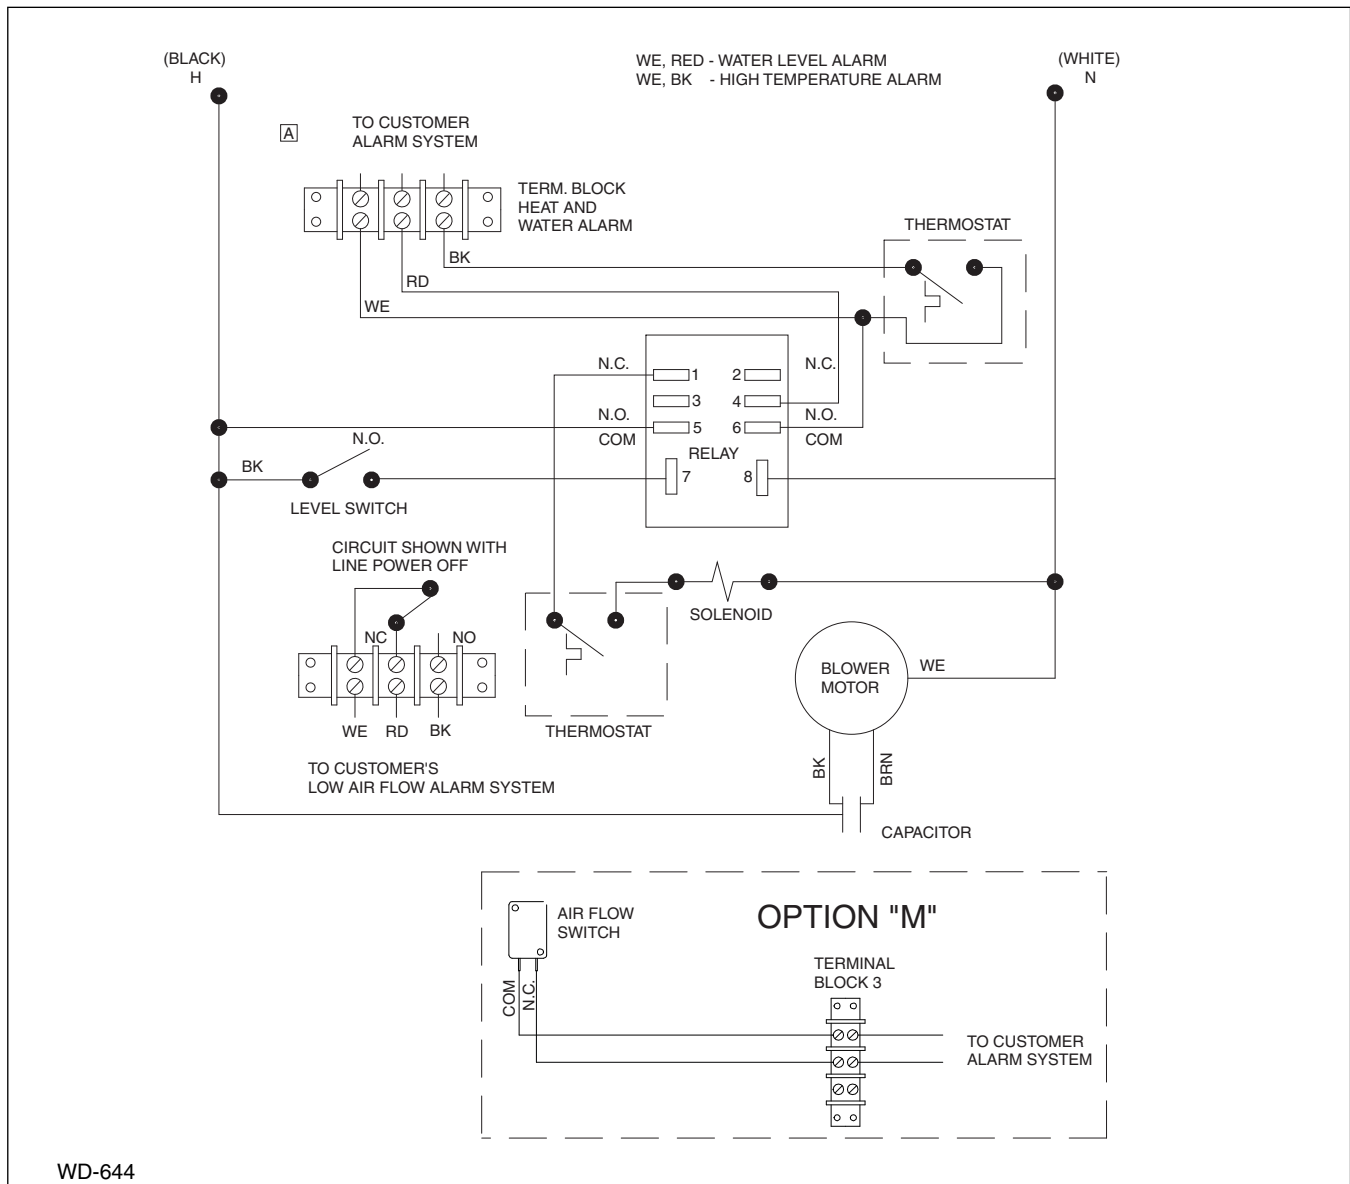 (BLACK)
H
WE, RED - WATER LEVEL ALARM
WE, BK - HIGH TEMPERATURE ALARM
(WHITE)
N
A
TO CUSTOMER
ALARM SYSTEM
TERM. BLOCK
HEAT AND
WATER ALARM
THERMOSTAT
BK
RD
WE
N.C.
1
2
N.C.
3
4
N.O.
N.O.
5
6
COM
COM
RELAY
7
8
N.O.
BK
LEVEL SWITCH
CIRCUIT SHOWN WITH
LINE POWER OFF
NC
NO
WE
RD
BK
TO CUSTOMER'S
LOW AIR FLOW ALARM SYSTEM
THERMOSTAT
SOLENOID
BLOWER
MOTOR
WE
BK
BRN
CAPACITOR
OPTION "M"
AIR FLOW
SWITCH
COM
N.C.
TERMINAL
BLOCK 3
TO CUSTOMER
ALARM SYSTEM
WD-644